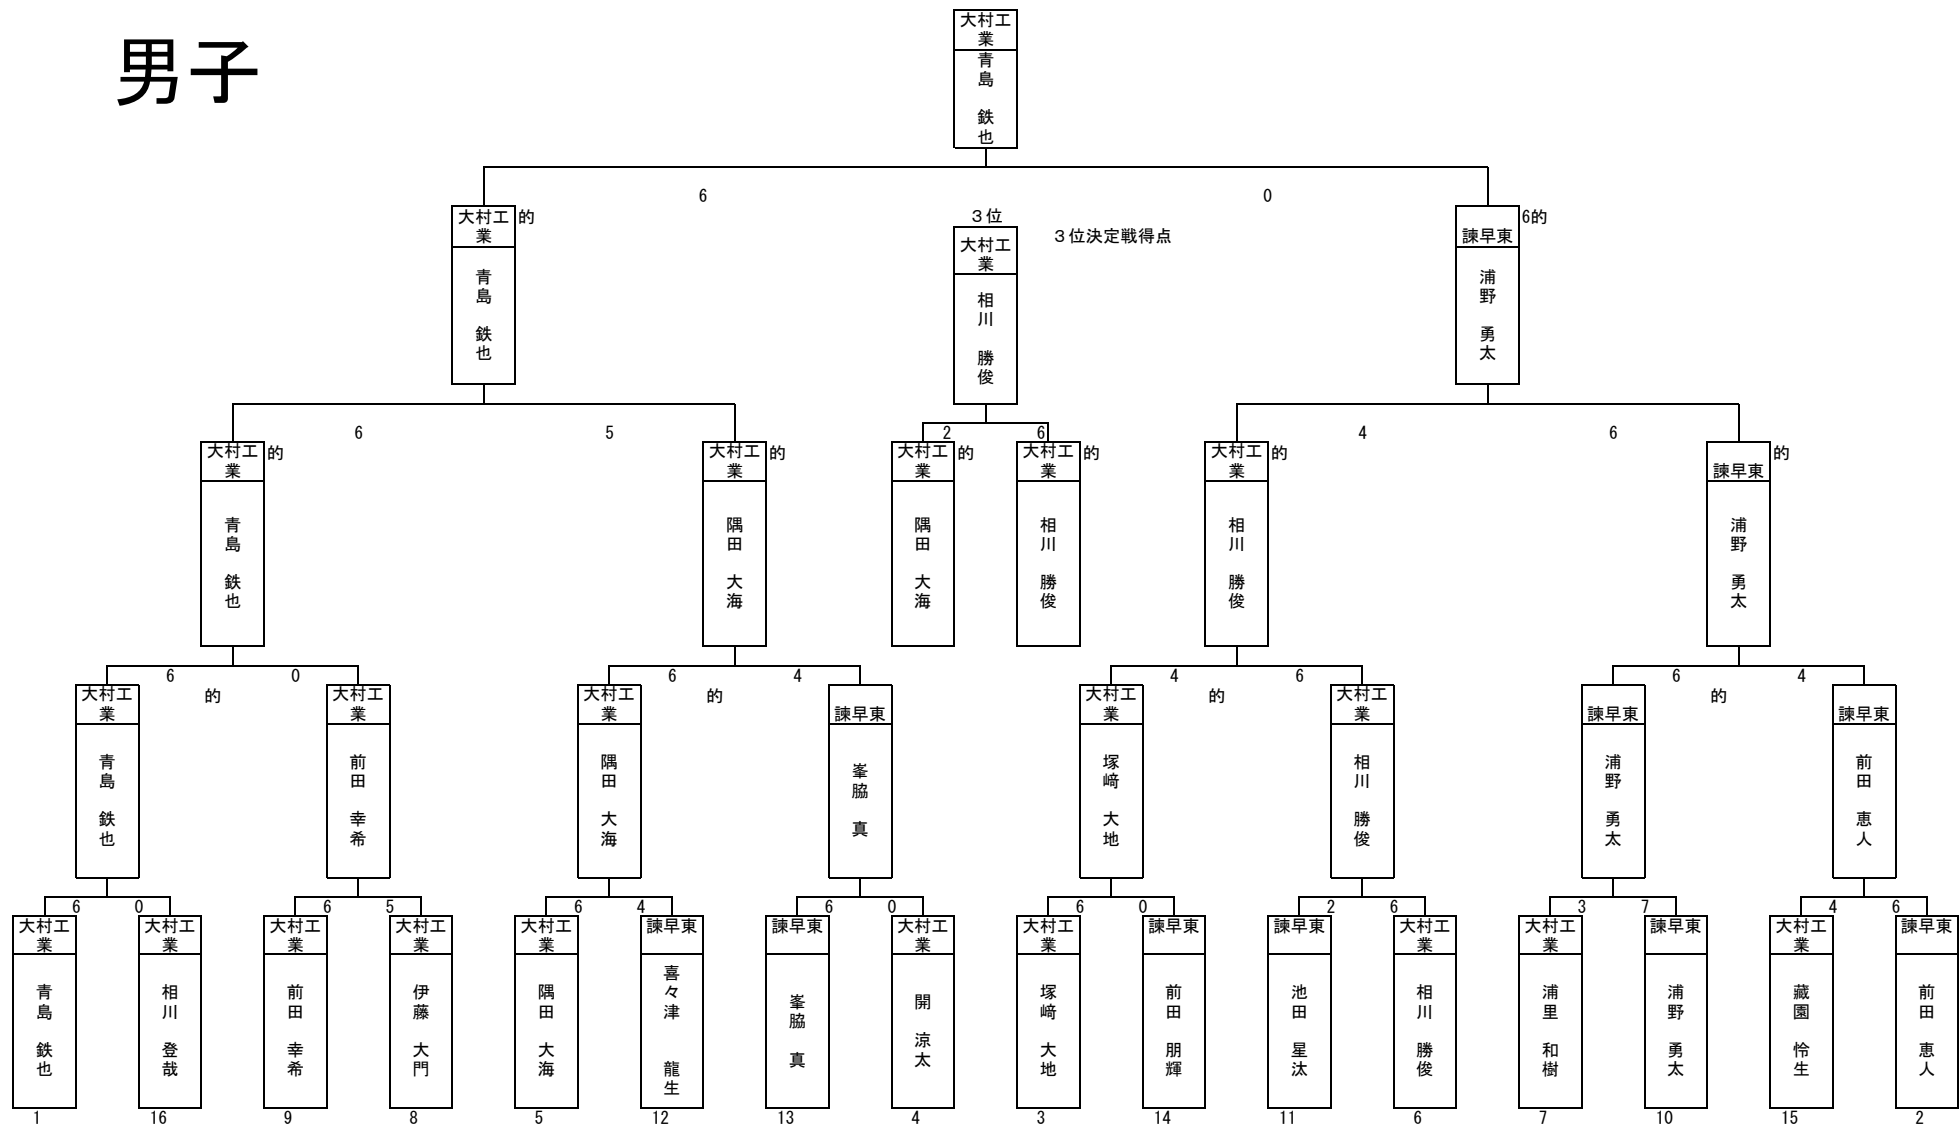 男子
大村工業
青島 鉄也
6 0
大村工業 的
青島 鉄也
3位
大村工業
相川 勝俊
3位決定戦得点
諫早東 6的
浦野 勇太
6 5 2 6 4 6
大村工業 的
青島 鉄也
大村工業 的
隅田 大海
大村工業 的
隅田 大海
大村工業 的
相川 勝俊
大村工業 的
相川 勝俊
諫早東 的
浦野 勇太
6 0 6 4 4 6 6 4
的 的 的 的
大村工業
青島 鉄也
大村工業
前田 幸希
大村工業
隅田 大海
諫早東
峯脇 真
大村工業
塚﨑 大地
大村工業
相川 勝俊
諫早東
浦野 勇太
諫早東
前田 恵人
6 0 6 5 6 4 6 0 6 0 2 6 3 7 4 6
大村工業
青島 鉄也
1
大村工業
相川 登哉
16
大村工業
前田 幸希
9
大村工業
伊藤 大門
8
大村工業
隅田 大海
5
諫早東
喜々津 龍生
12
諫早東
峯脇 真
13
大村工業
開 涼太
4
大村工業
塚﨑 大地
3
諫早東
前田 朋輝
14
諫早東
池田 星汰
11
大村工業
相川 勝俊
6
大村工業
浦里 和樹
7
諫早東
浦野 勇太
10
大村工業
藏園 怜生
15
諫早東
前田 恵人
2